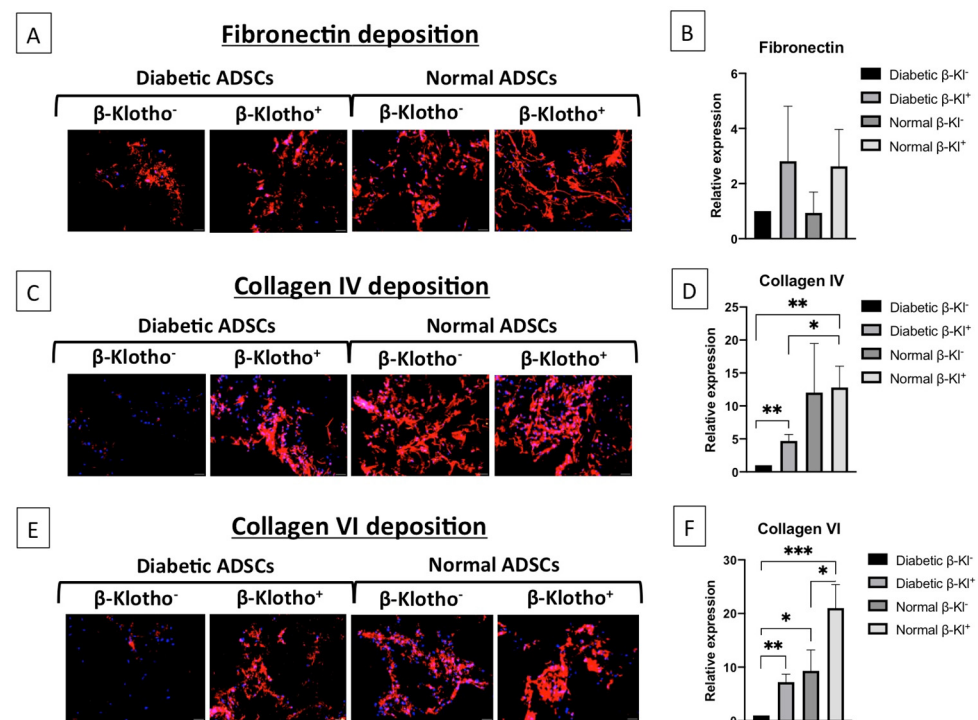 A
Fibronectin deposition
Diabetic ADSCs
Normal ADSCs
β-Klotho⁻
β-Klotho⁺
β-Klotho⁻
β-Klotho⁺
B
Fibronectin
Relative expression
6
4
2
0
Diabetic β-Kl⁻
Diabetic β-Kl⁺
Normal β-Kl⁻
Normal β-Kl⁺
C
Collagen IV deposition
Diabetic ADSCs
Normal ADSCs
β-Klotho⁻
β-Klotho⁺
β-Klotho⁻
β-Klotho⁺
D
Collagen IV
Relative expression
25
20
15
10
5
0
**
*
**
Diabetic β-Kl⁻
Diabetic β-Kl⁺
Normal β-Kl⁻
Normal β-Kl⁺
E
Collagen VI deposition
Diabetic ADSCs
Normal ADSCs
β-Klotho⁻
β-Klotho⁺
β-Klotho⁻
β-Klotho⁺
F
Collagen VI
Relative expression
30
20
10
0
***
*
*
**
Diabetic β-Kl⁻
Diabetic β-Kl⁺
Normal β-Kl⁻
Normal β-Kl⁺